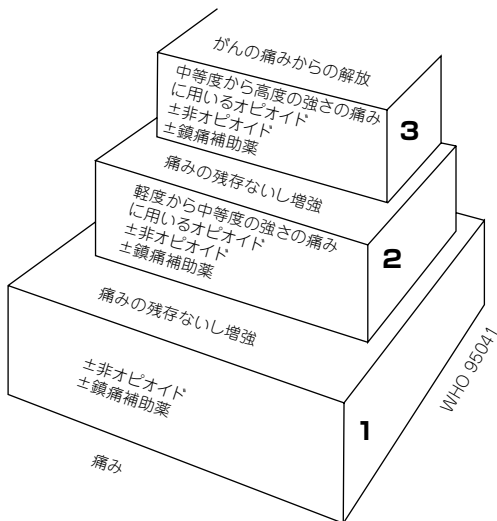 がんの痛みからの解放
中等度から高度の強さの痛み
に用いるオピオイド
±非オピオイド
±鎮痛補助薬
3
痛みの残存ないし増強
軽度から中等度の強さの痛み
に用いるオピオイド
±非オピオイド
±鎮痛補助薬
2
痛みの残存ないし増強
±非オピオイド
±鎮痛補助薬
1
痛み
WHO 95041